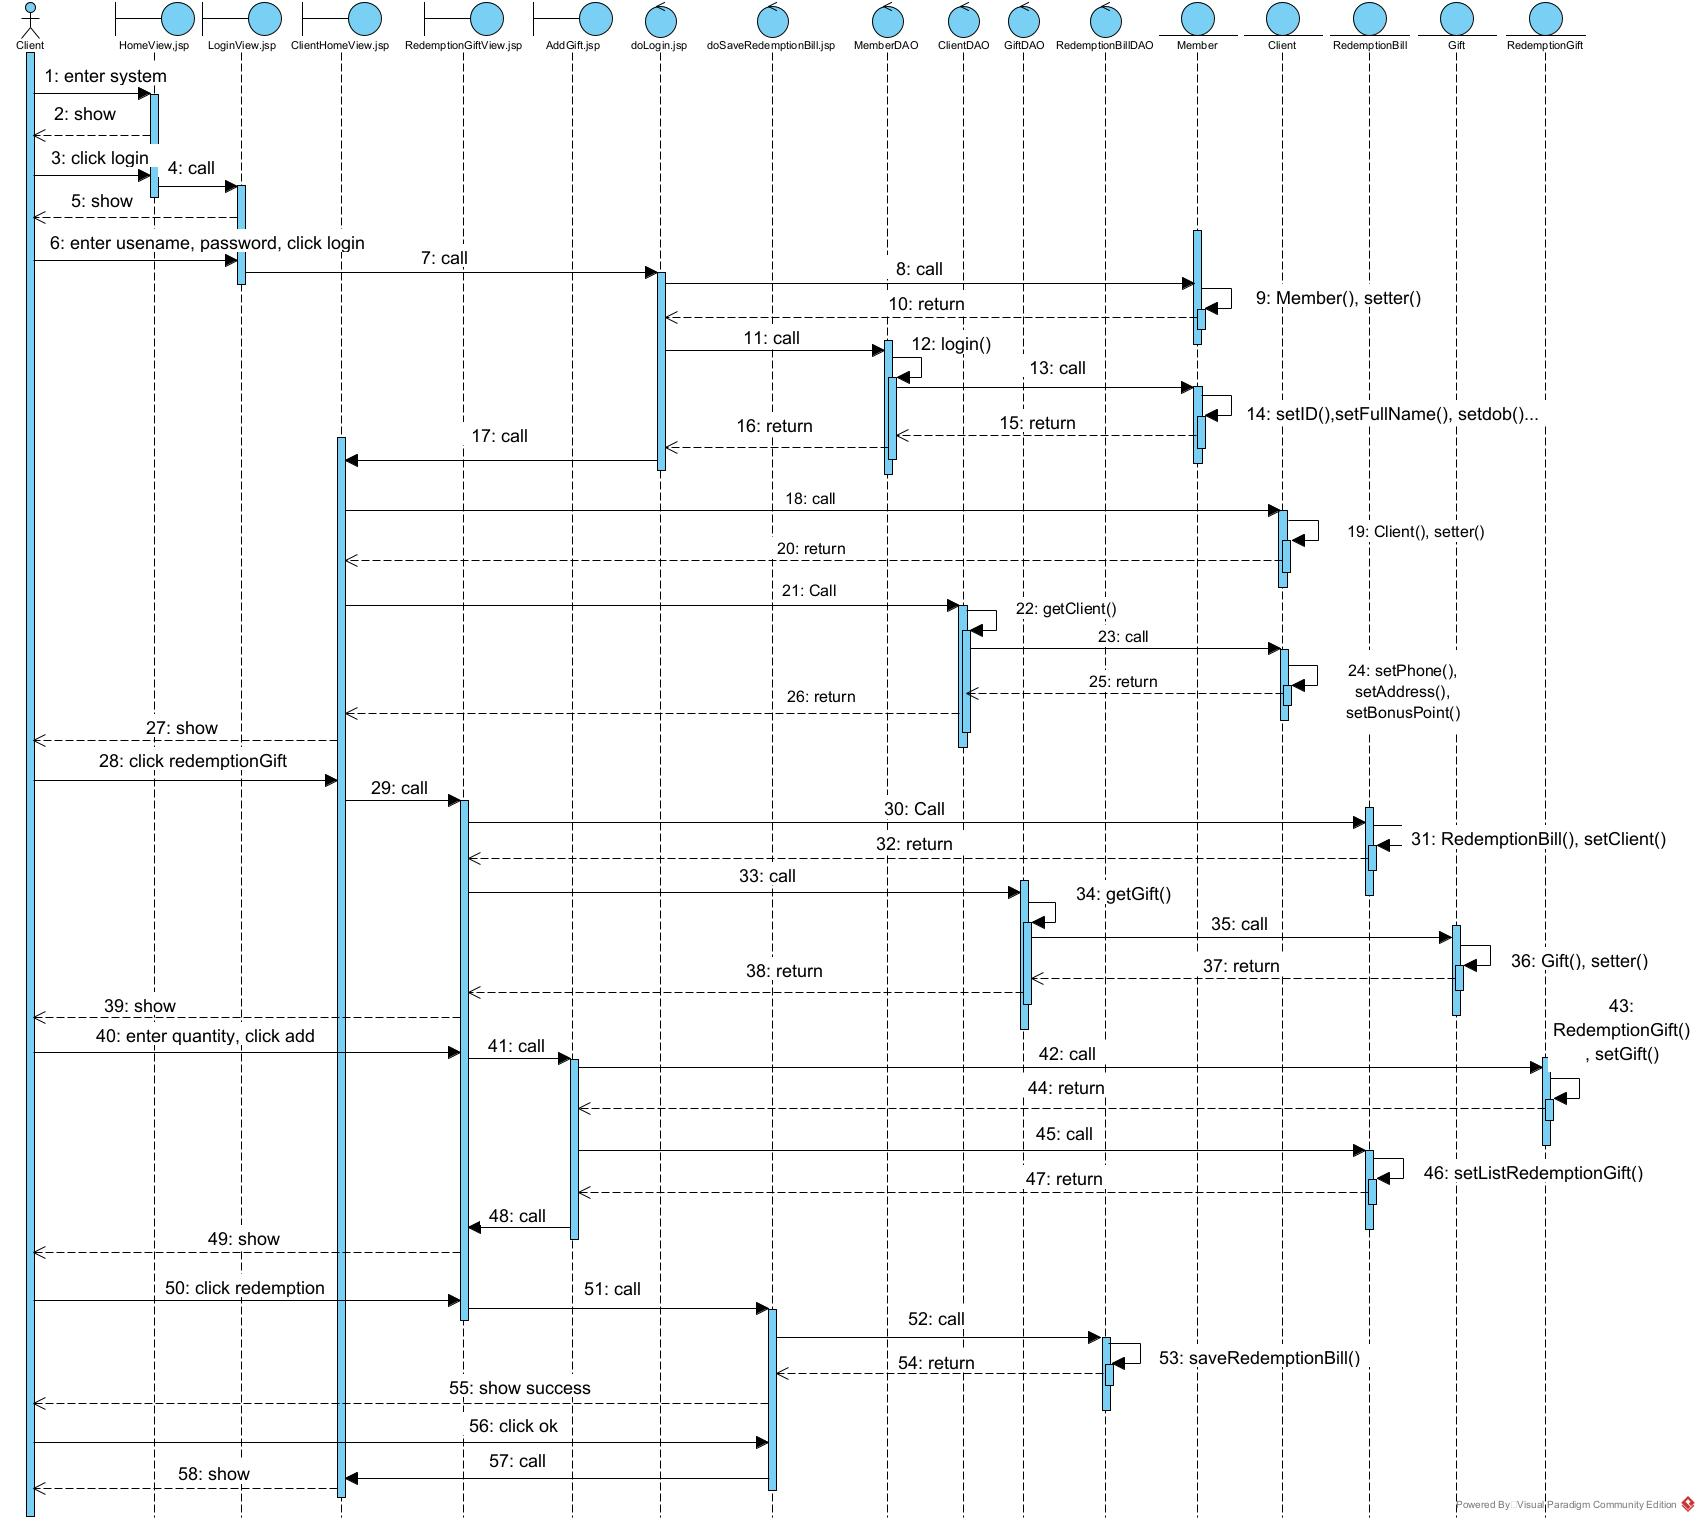 Client
HomeView.jsp
LoginView.jsp
ClientHomeView.jsp
RedemptionGiftView.jsp
AddGift.jsp
doLogin.jsp
doSaveRedemptionBill.jsp
MemberDAO
ClientDAO
GiftDAO
RedemptionBillDAO
Member
Client
RedemptionBill
Gift
RedemptionGift
1: enter system
2: show
3: click login
4: call
5: show
6: enter usename, password, click login
7: call
8: call
9: Member(), setter()
10: return
11: call
12: login()
13: call
14: setID(),setFullName(), setdob()...
15: return
16: return
17: call
18: call
19: Client(), setter()
20: return
21: Call
22: getClient()
23: call
24: setPhone(),
setAddress(),
setBonusPoint()
25: return
26: return
27: show
28: click redemptionGift
29: call
30: Call
31: RedemptionBill(), setClient()
32: return
33: call
34: getGift()
35: call
36: Gift(), setter()
37: return
38: return
39: show
40: enter quantity, click add
41: call
42: call
43:
RedemptionGift()
, setGift()
44: return
45: call
46: setListRedemptionGift()
47: return
48: call
49: show
50: click redemption
51: call
52: call
53: saveRedemptionBill()
54: return
55: show success
56: click ok
57: call
58: show
Powered By Visual Paradigm Community Edition